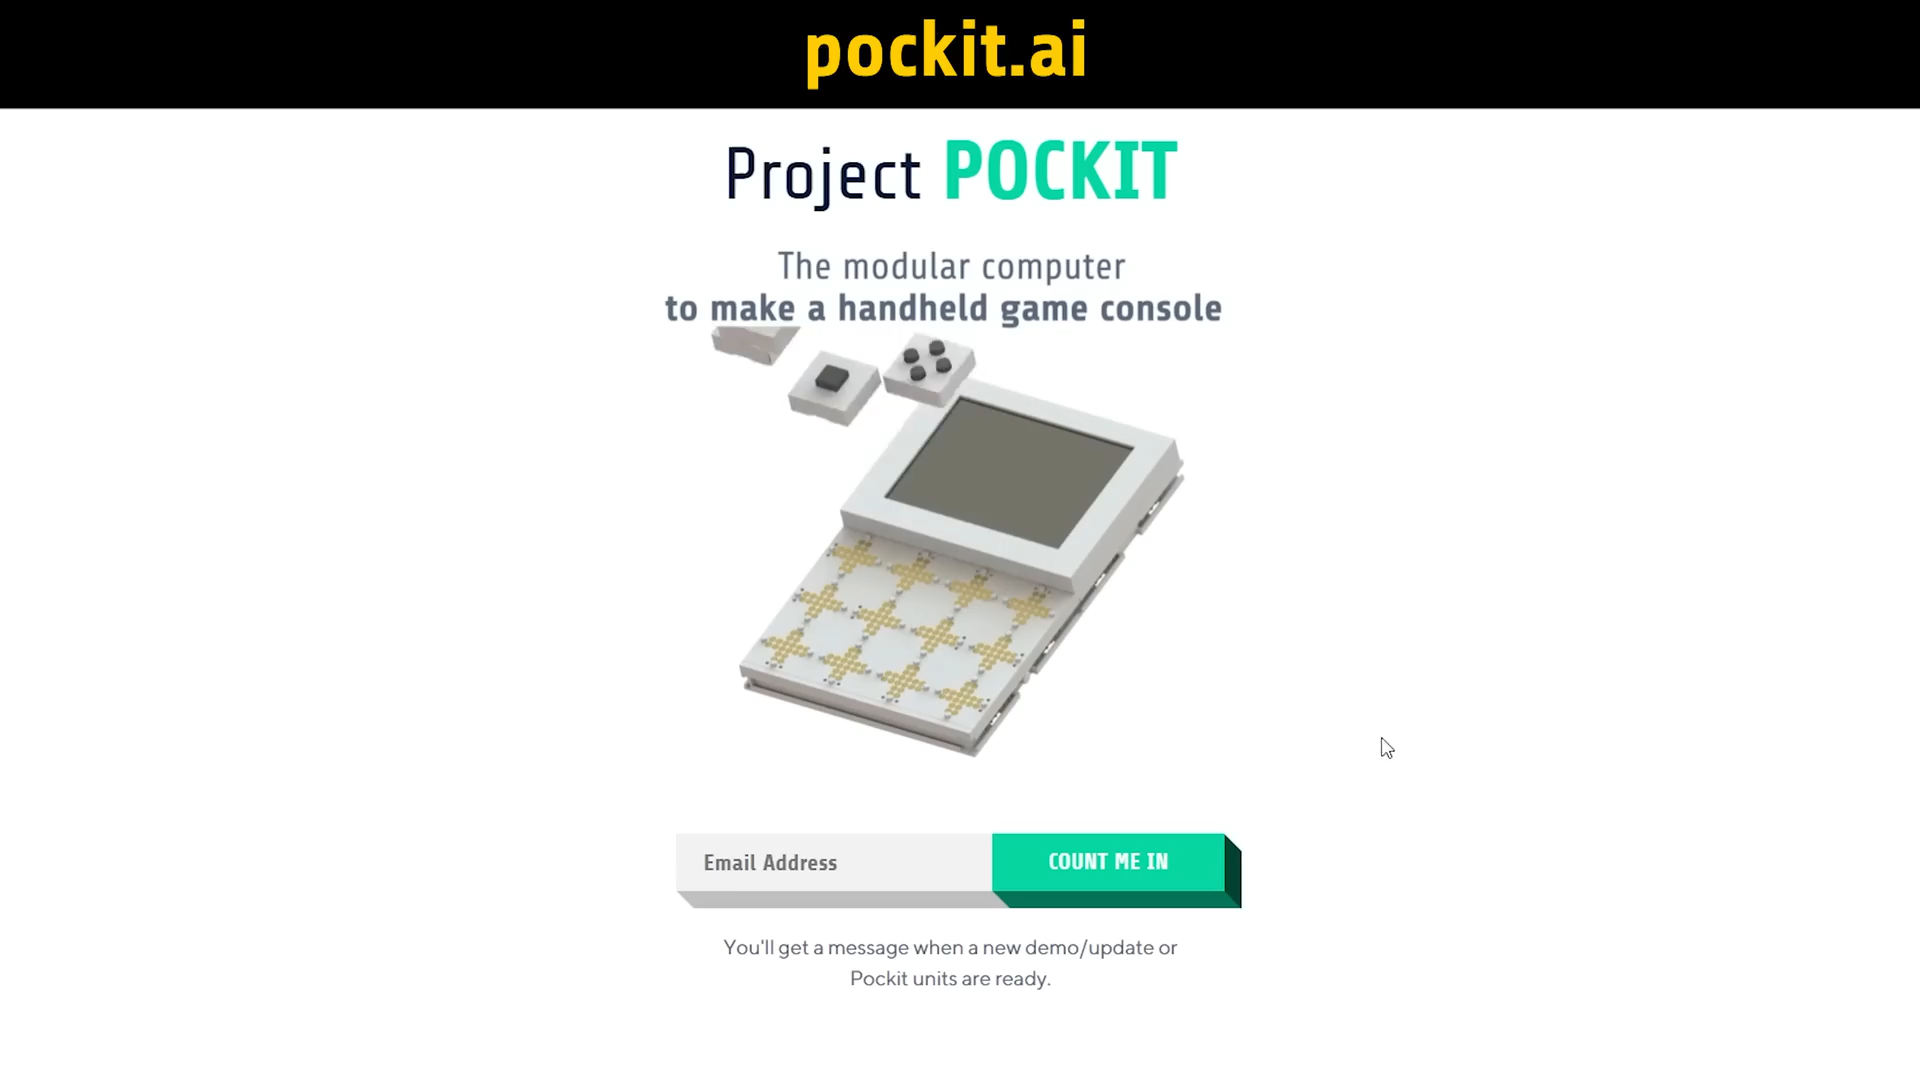 pockit.ai
Project POCKIT
The modular computer
to make a handheld game console
Email Address
COUNT ME IN
You'll get a message when a new demo/update or
Pockit units are ready.